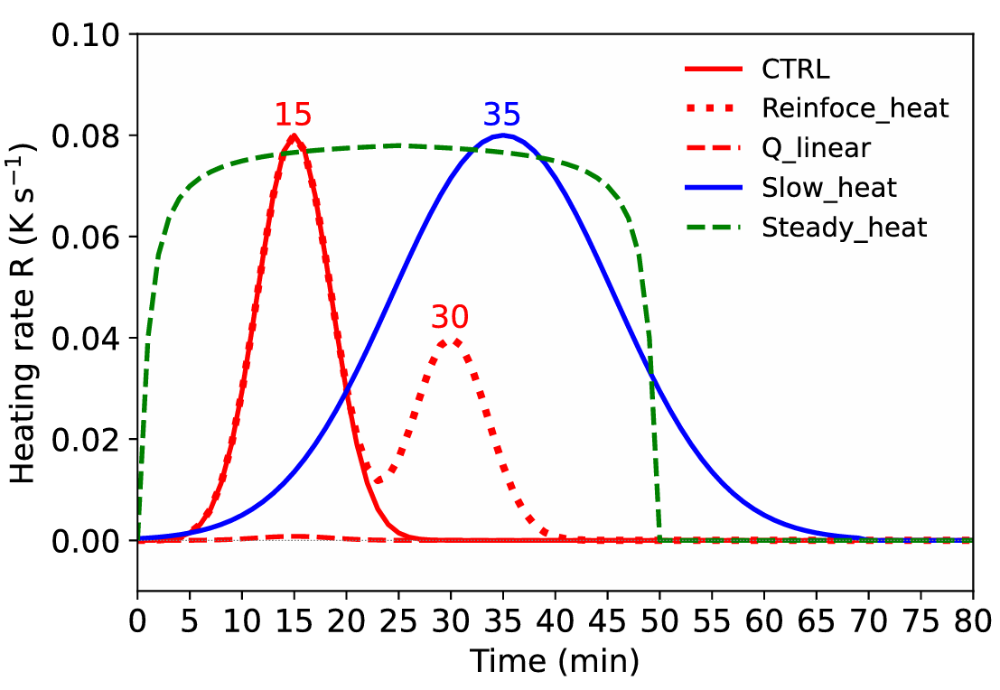 0.10
0.08
0.06
0.04
0.02
0.00
Heating rate R (K s⁻¹)
15
35
30
CTRL
Reinfoce_heat
Q_linear
Slow_heat
Steady_heat
0 5 10 15 20 25 30 35 40 45 50 55 60 65 70 75 80
Time (min)